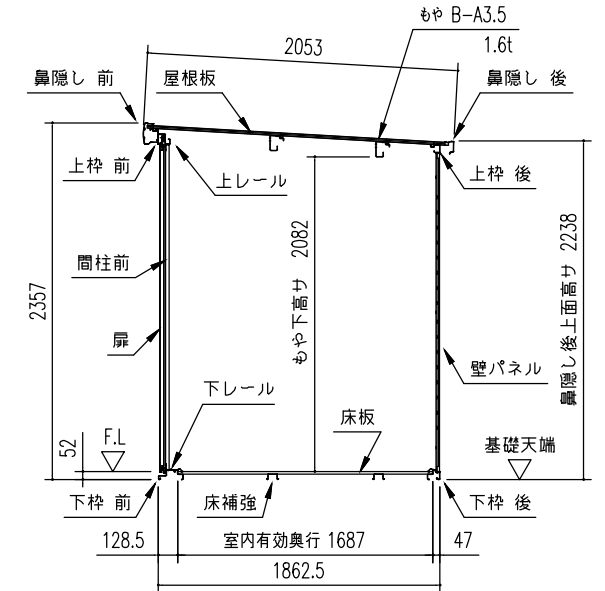 もや B-A3.5
1.6t
2053
鼻隠し 前
屋根板
鼻隠し 後
上枠 前
上レール
上枠 後
間柱前
もや下高サ 2082
2357
鼻隠し後上面高サ 2238
扉
壁パネル
下レール
床板
52
F.L
基礎天端
下枠 前
床補強
下枠 後
128.5
室内有効奥行 1687
47
1862.5